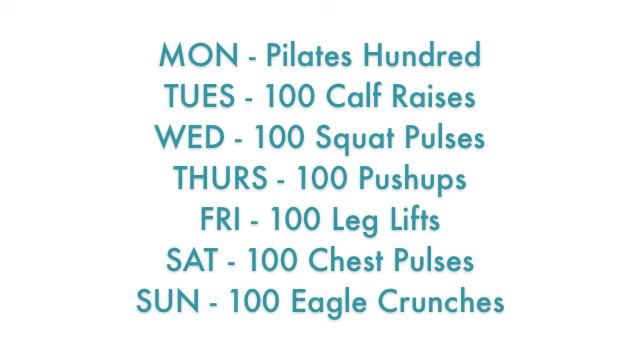 MON - Pilates Hundred
TUES - 100 Calf Raises
WED - 100 Squat Pulses
THURS - 100 Pushups
FRI - 100 Leg Lifts
SAT - 100 Chest Pulses
SUN - 100 Eagle Crunches